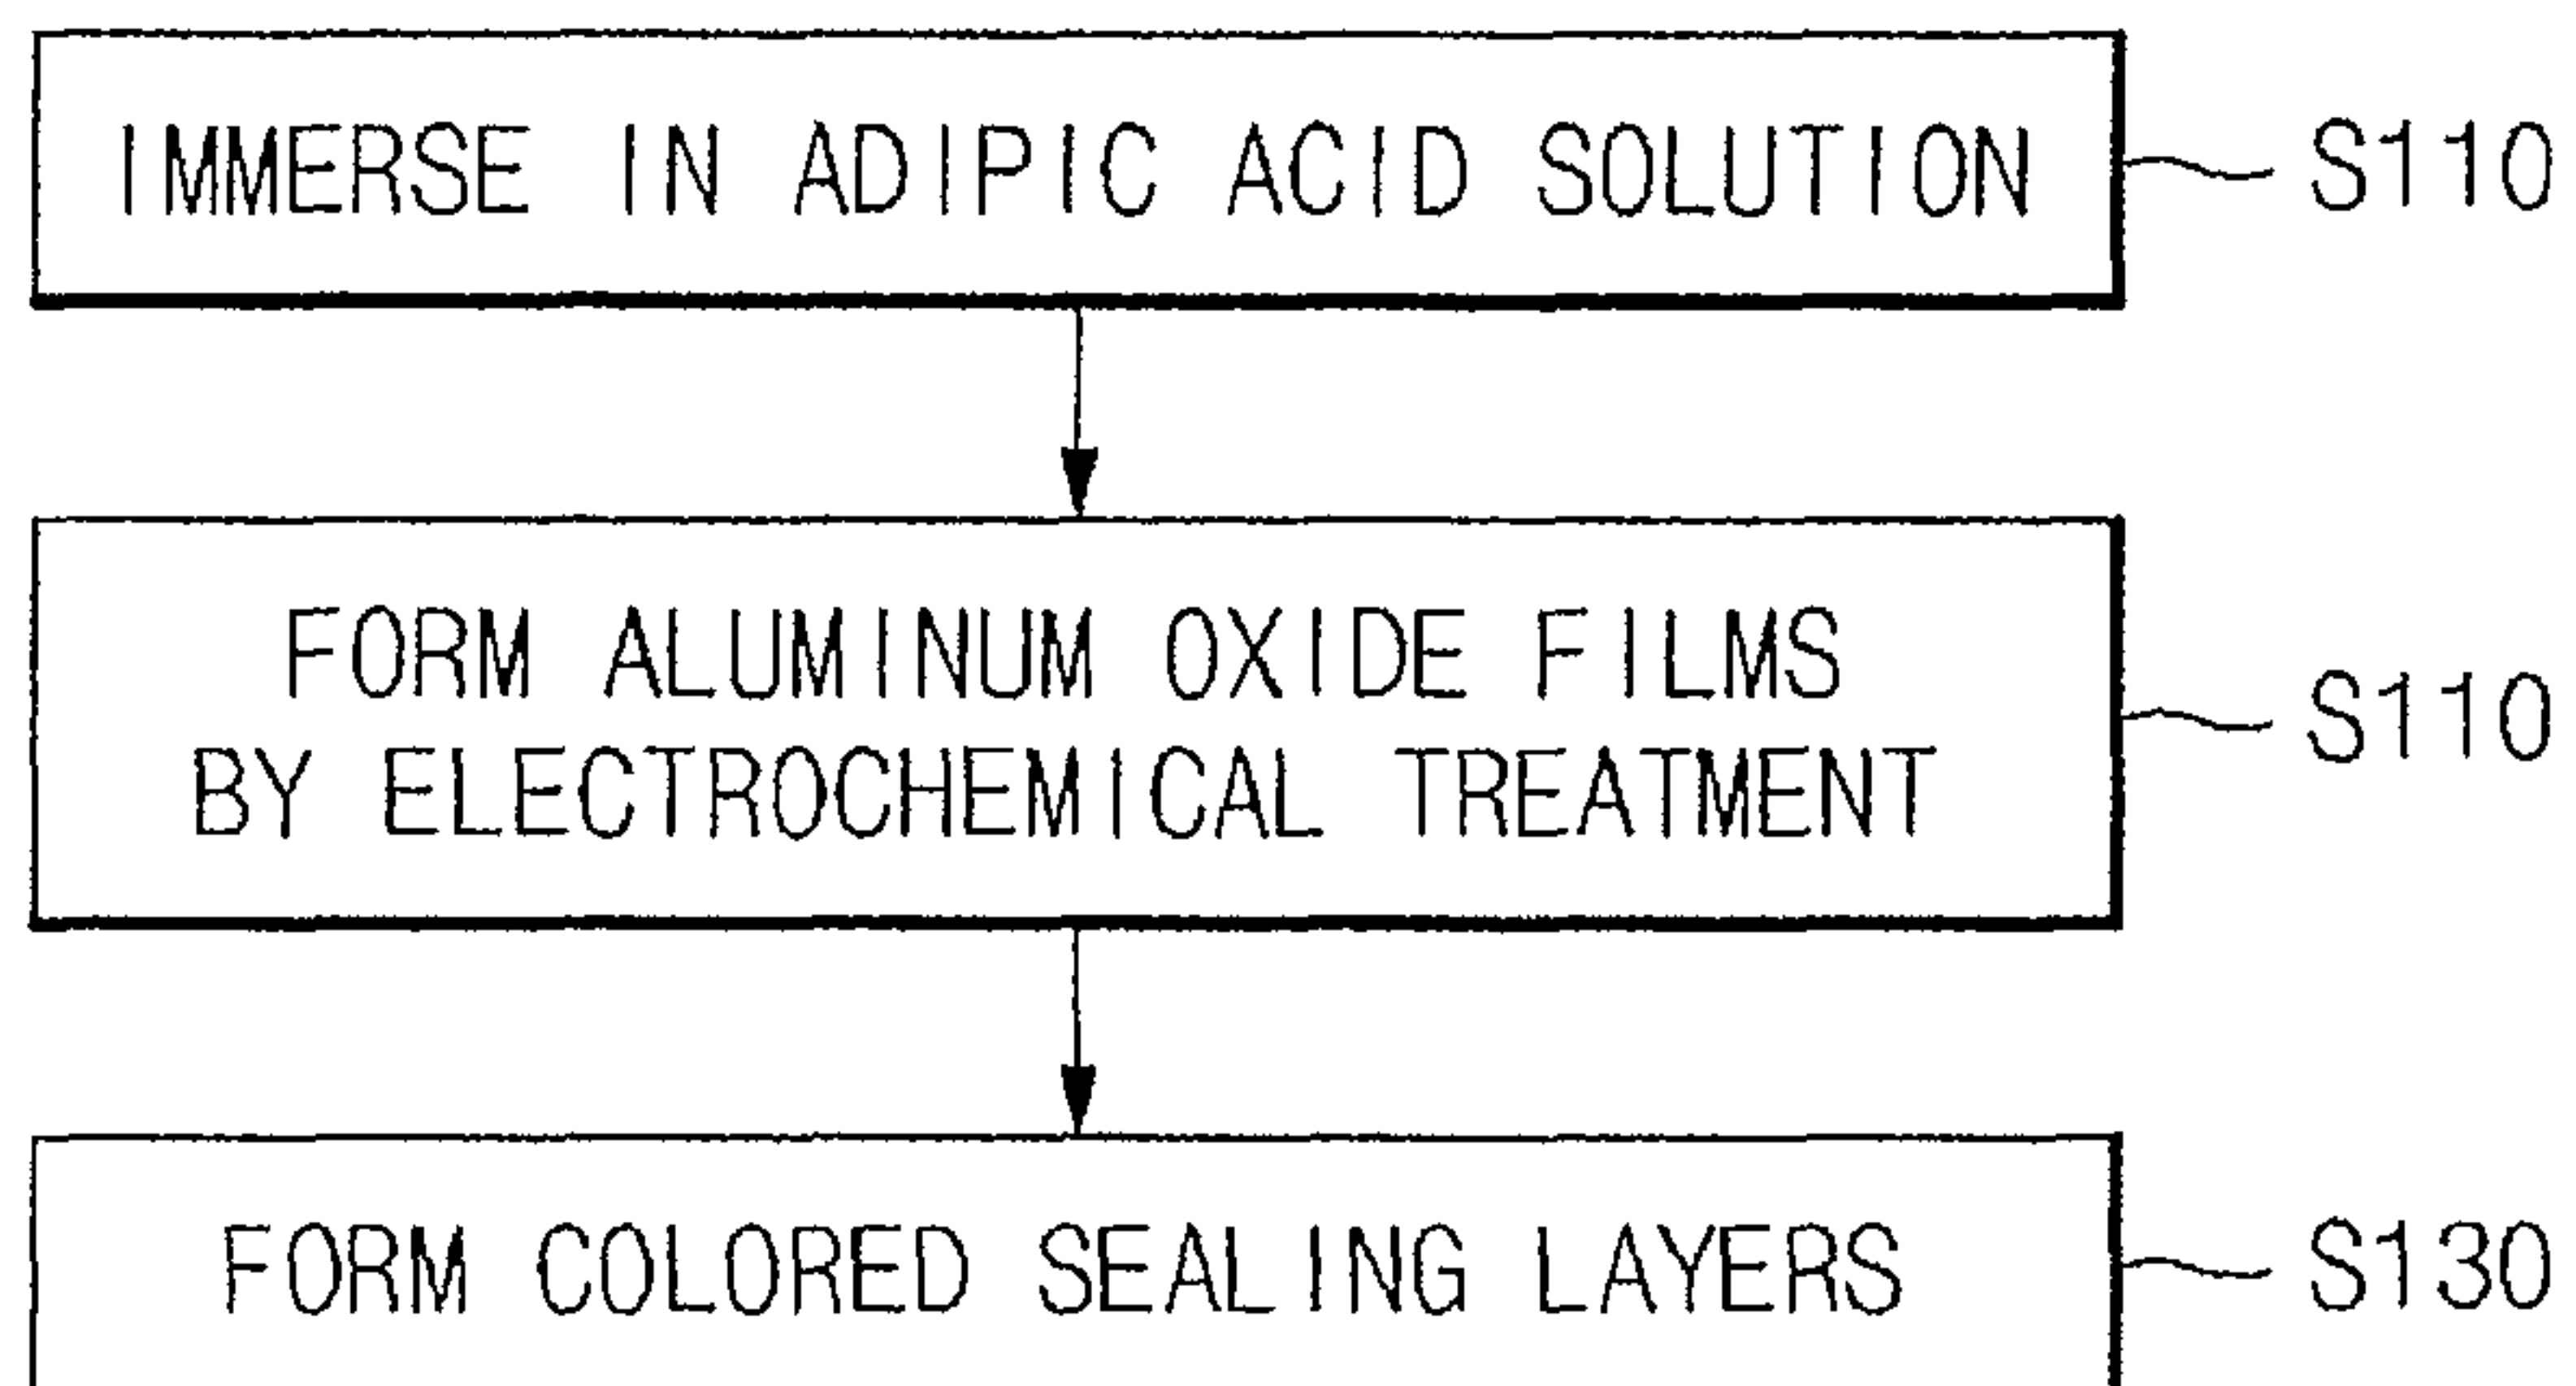 IMMERSE IN ADIPIC ACID SOLUTION S110
FORM ALUMINUM OXIDE FILMS
BY ELECTROCHEMICAL TREATMENT S110
FORM COLORED SEALING LAYERS S130